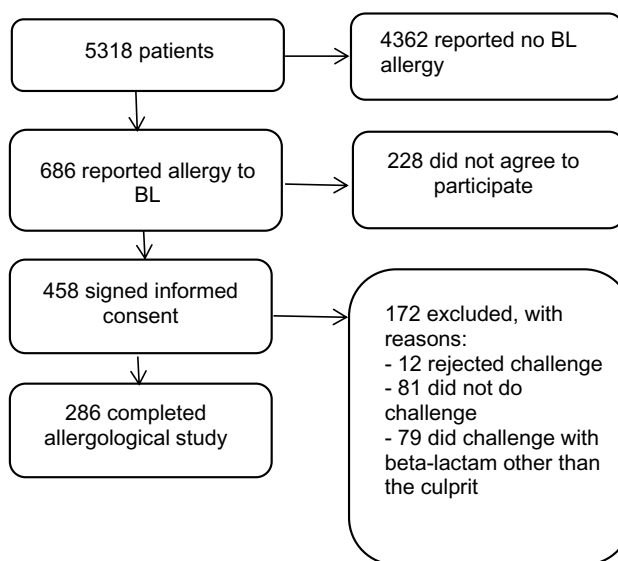 5318 patients
4362 reported no BL
allergy
686 reported allergy to
BL
228 did not agree to
participate
458 signed informed
consent
172 excluded, with
reasons:
- 12 rejected challenge
- 81 did not do
challenge
- 79 did challenge with
beta-lactam other than
the culprit
286 completed
allergological study